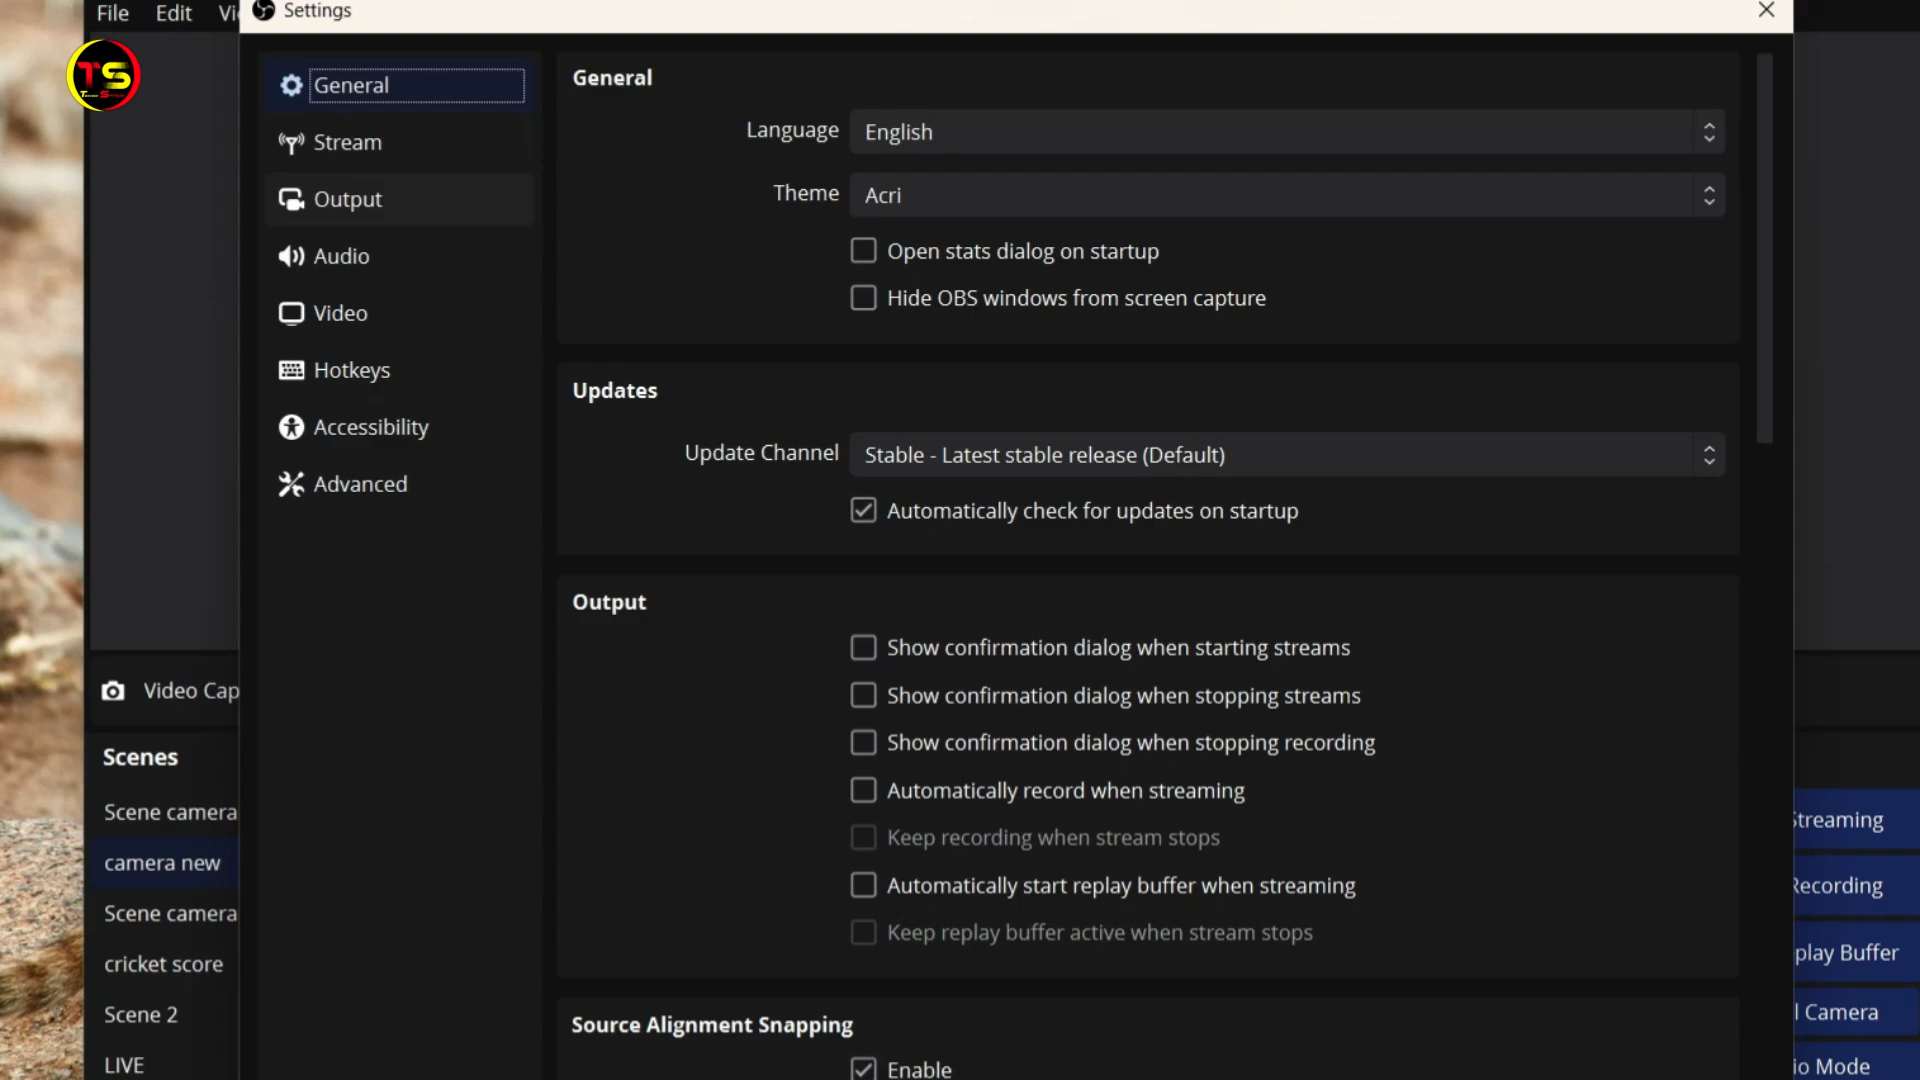 File Edit Vi
Settings
TS
General
Stream
Output
Audio
Video
Hotkeys
Accessibility
Advanced
General
Language English
Theme Acri
Open stats dialog on startup
Hide OBS windows from screen capture
Updates
Update Channel Stable - Latest stable release (Default)
Automatically check for updates on startup
Output
Show confirmation dialog when starting streams
Show confirmation dialog when stopping streams
Show confirmation dialog when stopping recording
Automatically record when streaming
Keep recording when stream stops
Automatically start replay buffer when streaming
Keep replay buffer active when stream stops
Source Alignment Snapping
Enable
Video Cap
Scenes
Scene camera
camera new
Scene camera
cricket score
Scene 2
LIVE
Streaming
Recording
play Buffer
l Camera
io Mode